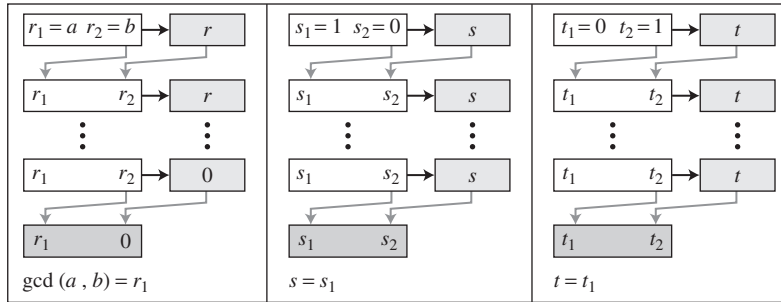 r₁ = a r₂ = b r
r₁ r₂ r
r₁ r₂ 0
r₁ 0
gcd (a , b) = r₁
s₁ = 1 s₂ = 0 s
s₁ s₂ s
s₁ s₂ s
s₁ s₂
s = s₁
t₁ = 0 t₂ = 1 t
t₁ t₂ t
t₁ t₂ t
t₁ t₂
t = t₁